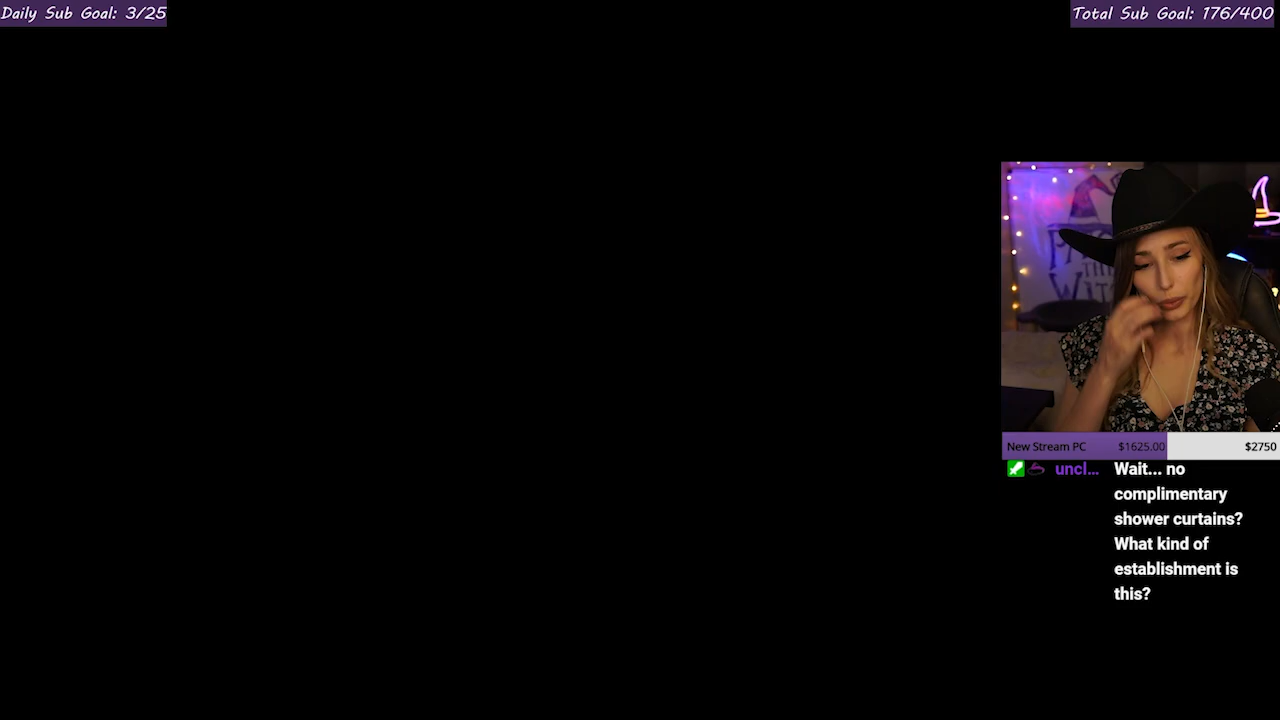 Daily Sub Goal: 3/25
Total Sub Goal: 176/400
THE
New Stream PC $1625.00 $2750
uncl... Wait... no
complimentary
shower curtains?
What kind of
establishment is
this?